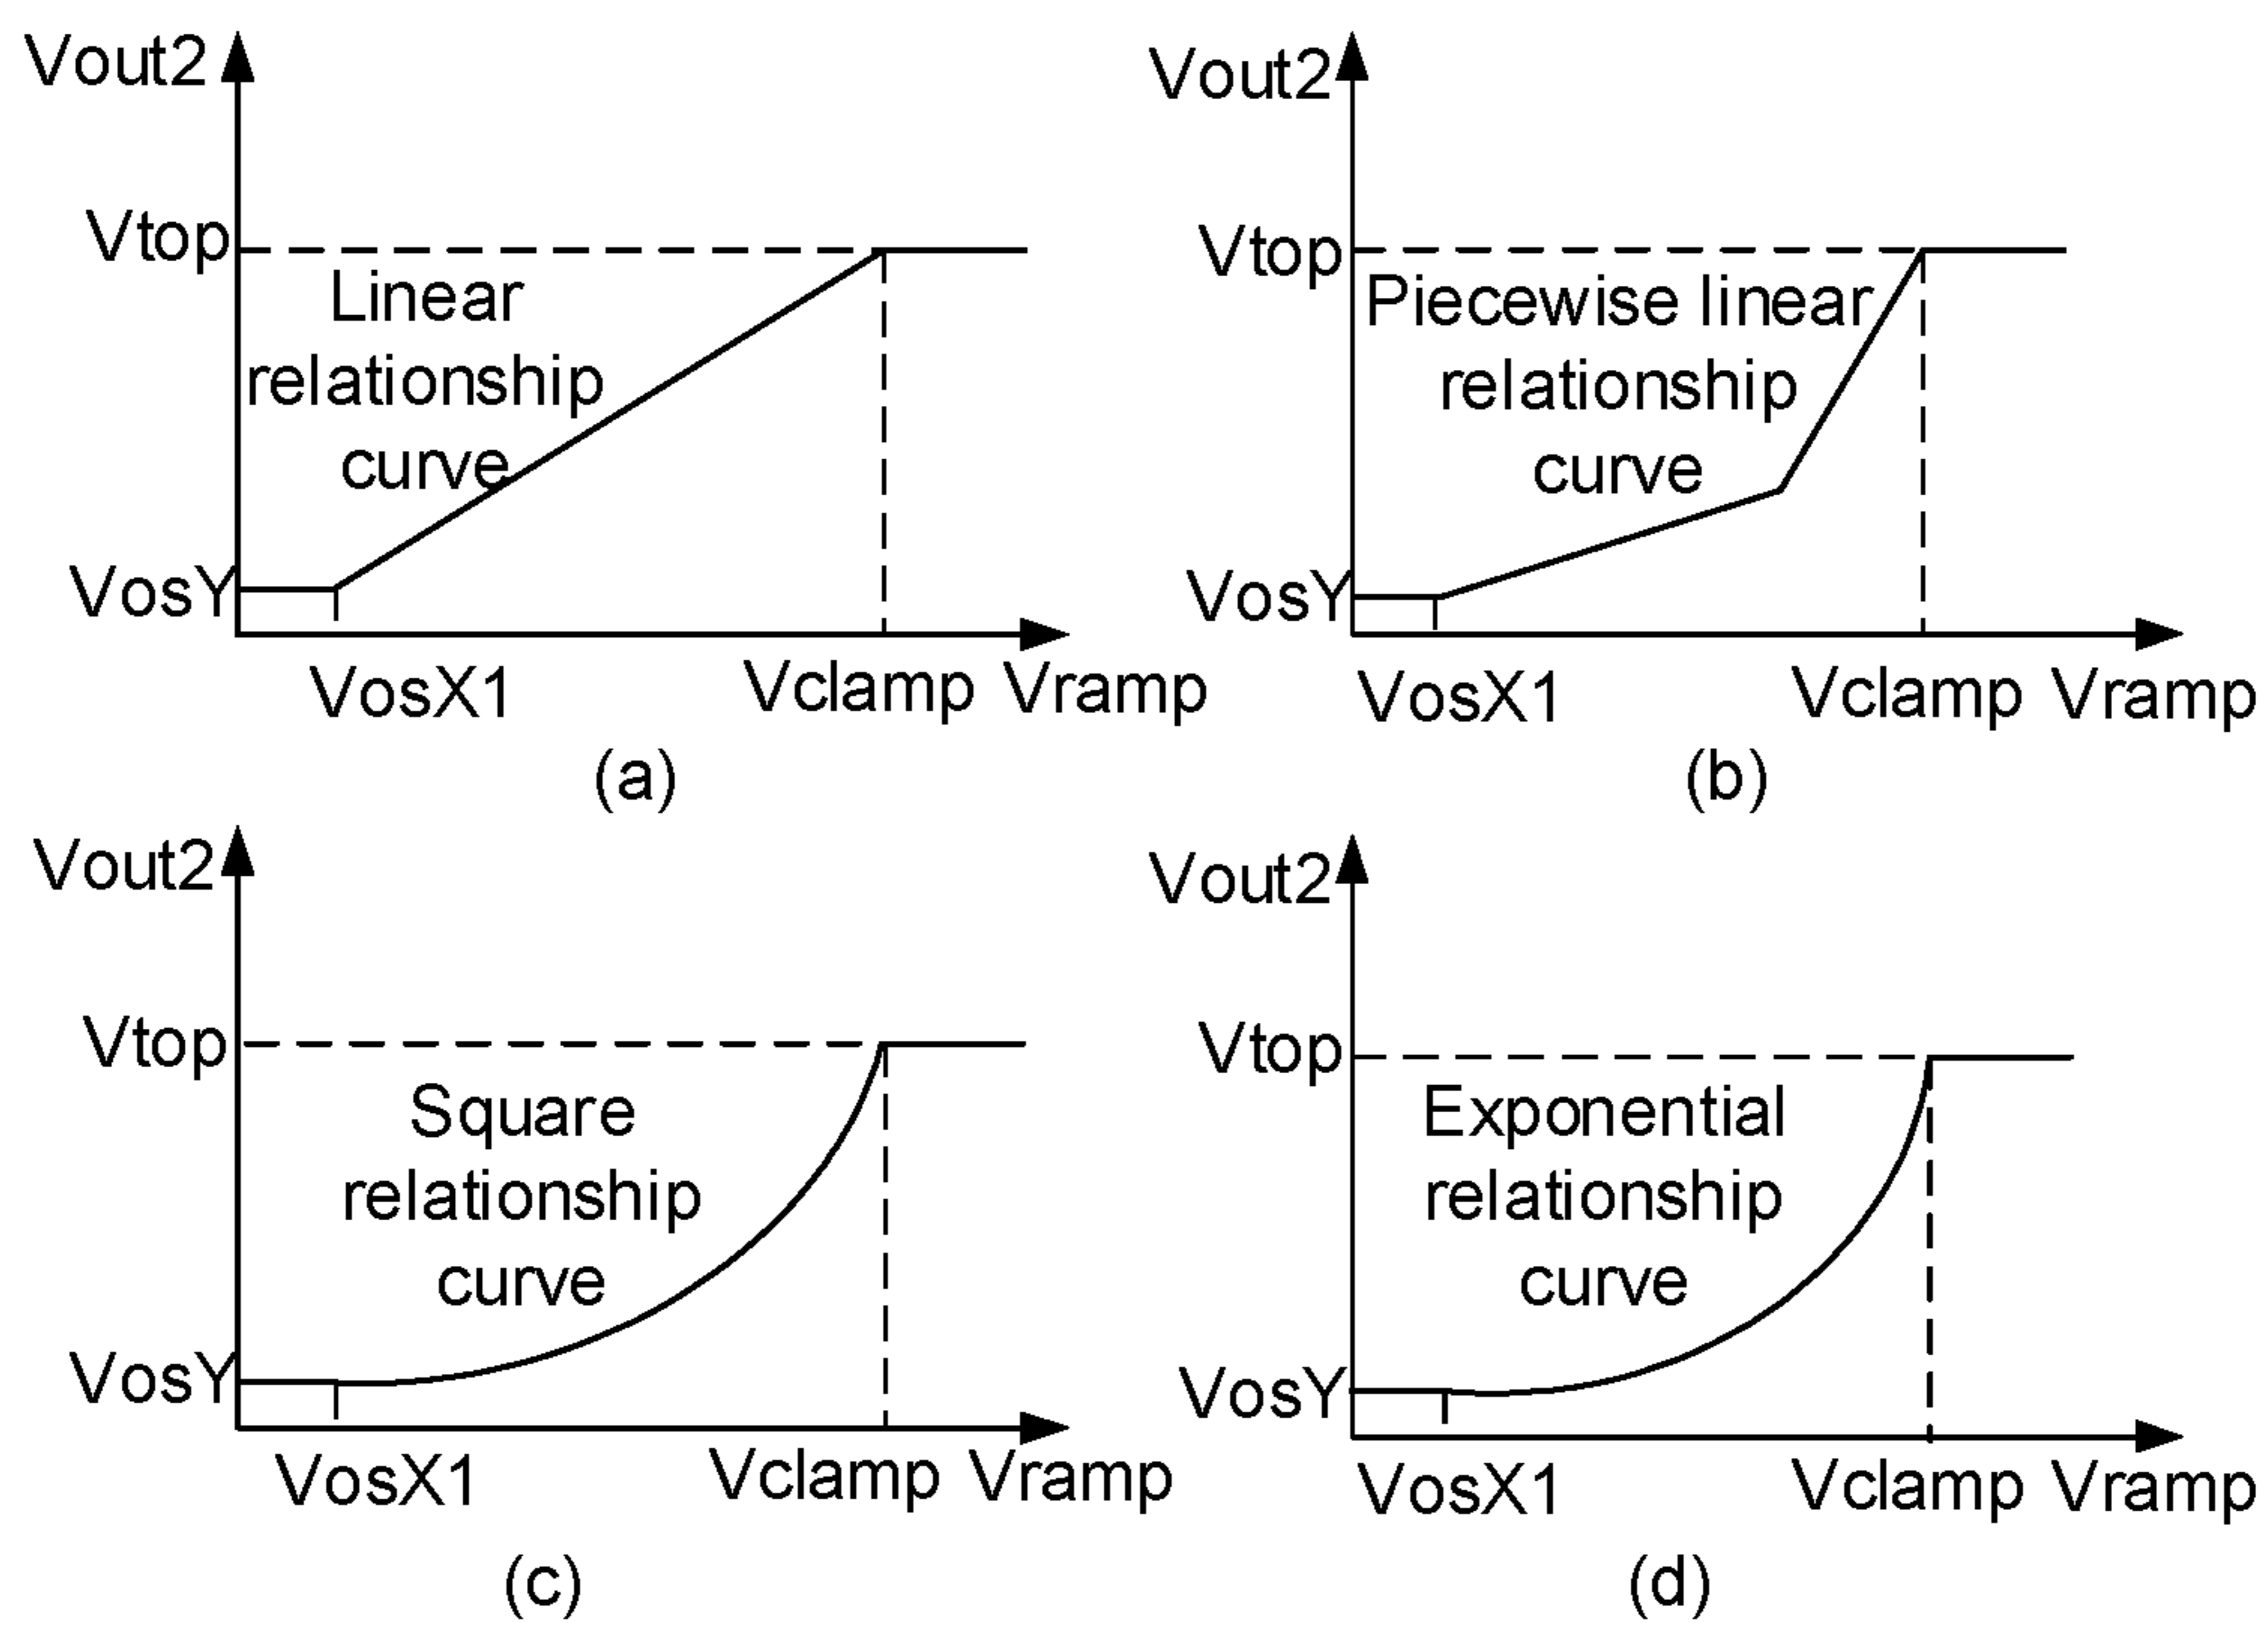 Vout2
Vtop
Linear
relationship
curve
VosY
VosX1
Vclamp
Vramp
(a)
Vout2
Vtop
Piecewise linear
relationship
curve
VosY
VosX1
Vclamp
Vramp
(b)
Vout2
Vtop
Square
relationship
curve
VosY
VosX1
Vclamp
Vramp
(c)
Vout2
Vtop
Exponential
relationship
curve
VosY
VosX1
Vclamp
Vramp
(d)